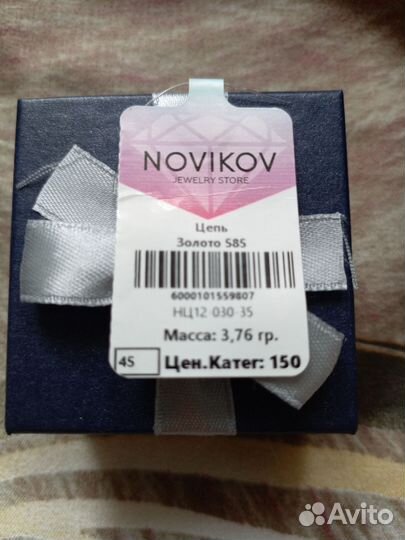 NOVIKOV
JEWELRY STORE
Цепь
Золото 585
6000101559807
НЦ12-030-35
Масса: 3,76 гр.
45 Цен.Катег: 150
Avito